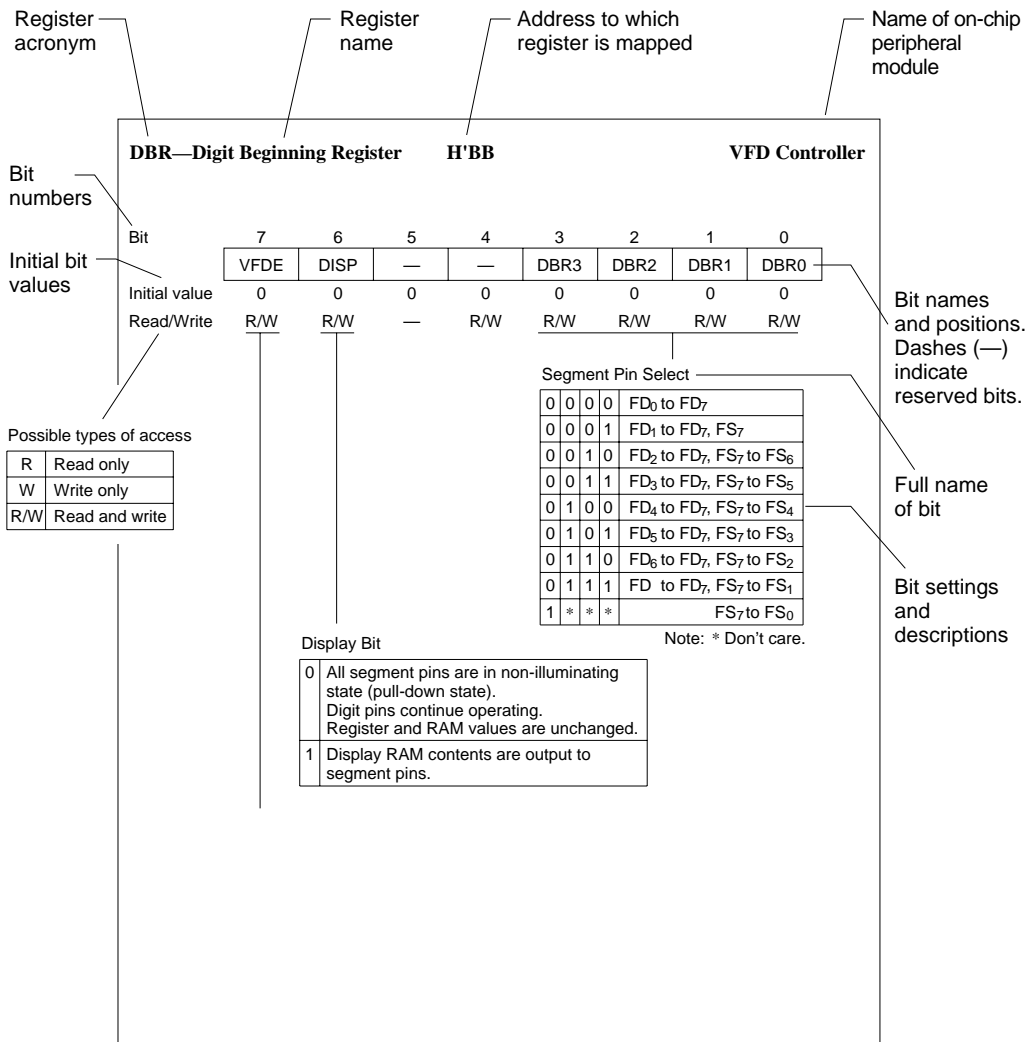 Register
acronym
Register
name
Address to which
register is mapped
Name of on-chip
peripheral
module
DBR—Digit Beginning Register H'BB VFD Controller
Bit
numbers
Bit 7 6 5 4 3 2 1 0
VFDE DISP — — DBR3 DBR2 DBR1 DBR0
Initial bit
values
Initial value 0 0 0 0 0 0 0 0
Read/Write R/W R/W — R/W R/W R/W R/W R/W
Bit names
and positions.
Dashes (—)
indicate
reserved bits.
Possible types of access
R Read only
W Write only
R/W Read and write
Segment Pin Select
0 0 0 0 FD0 to FD7
0 0 0 1 FD1 to FD7, FS7
0 0 1 0 FD2 to FD7, FS7 to FS6
0 0 1 1 FD3 to FD7, FS7 to FS5
0 1 0 0 FD4 to FD7, FS7 to FS4
0 1 0 1 FD5 to FD7, FS7 to FS3
0 1 1 0 FD6 to FD7, FS7 to FS2
0 1 1 1 FD to FD7, FS7 to FS1
1 * * * FS7 to FS0
Note: * Don't care.
Full name
of bit
Bit settings
and
descriptions
Display Bit
0 All segment pins are in non-illuminating
state (pull-down state).
Digit pins continue operating.
Register and RAM values are unchanged.
1 Display RAM contents are output to
segment pins.